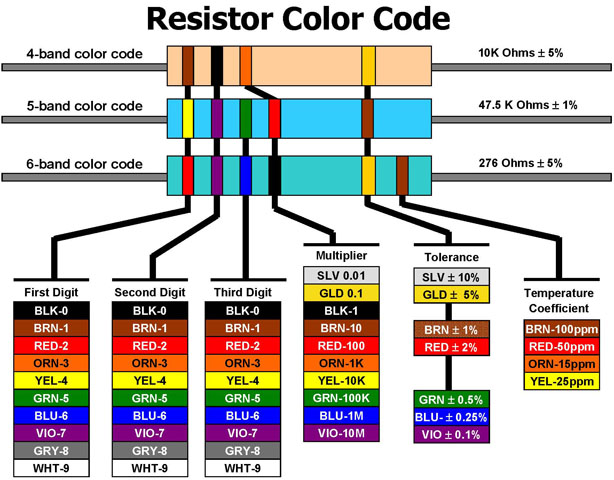 Resistor Color Code
4-band color code
10K Ohms ± 5%
5-band color code
47.5 K Ohms ± 1%
6-band color code
276 Ohms ± 5%
First Digit
BLK-0
BRN-1
RED-2
ORN-3
YEL-4
GRN-5
BLU-6
VIO-7
GRY-8
WHT-9
Second Digit
BLK-0
BRN-1
RED-2
ORN-3
YEL-4
GRN-5
BLU-6
VIO-7
GRY-8
WHT-9
Third Digit
BLK-0
BRN-1
RED-2
ORN-3
YEL-4
GRN-5
BLU-6
VIO-7
GRY-8
WHT-9
Multiplier
SLV 0.01
GLD 0.1
BLK-1
BRN-10
RED-100
ORN-1K
YEL-10K
GRN-100K
BLU-1M
VIO-10M
Tolerance
SLV ± 10%
GLD ± 5%
BRN ± 1%
RED ± 2%
GRN ± 0.5%
BLU- ± 0.25%
VIO ± 0.1%
Temperature
Coefficient
BRN-100ppm
RED-50ppm
ORN-15ppm
YEL-25ppm